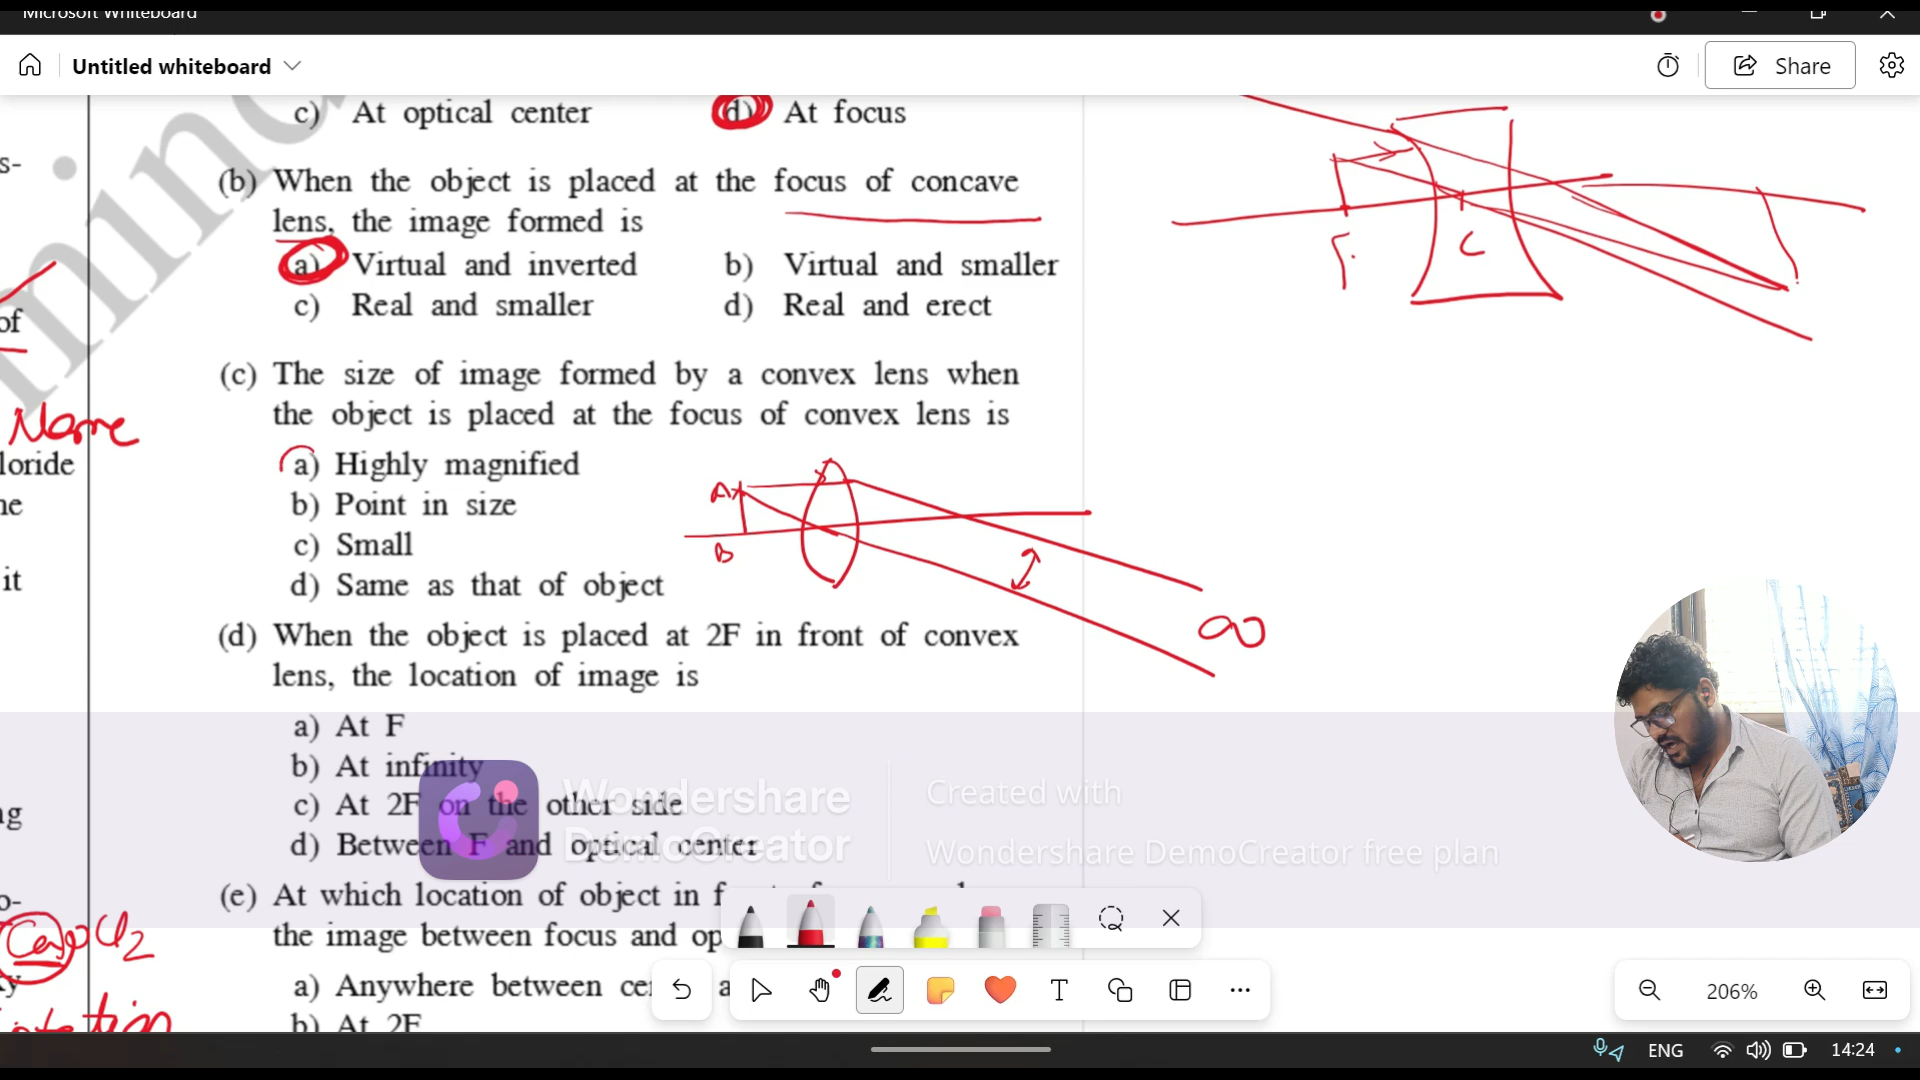 Microsoft Whiteboard
Untitled whiteboard
Share
c) At optical center d) At focus
(b) When the object is placed at the focus of concave
lens, the image formed is
a) Virtual and inverted b) Virtual and smaller
c) Real and smaller d) Real and erect
(c) The size of image formed by a convex lens when
the object is placed at the focus of convex lens is
a) Highly magnified
b) Point in size
c) Small
d) Same as that of object
A
B
∞
F
C
(d) When the object is placed at 2F in front of convex
lens, the location of image is
a) At F
b) At infinity
c) At 2F on the other side
d) Between F and optical center
(e) At which location of object in
the image between focus and op
a) Anywhere between ce
b) At 2F
s-
of
Name
loride
ne
it
ng
o-
Wondershare
DemoCreator
Created with
Wondershare DemoCreator free plan
206%
ENG
14:24